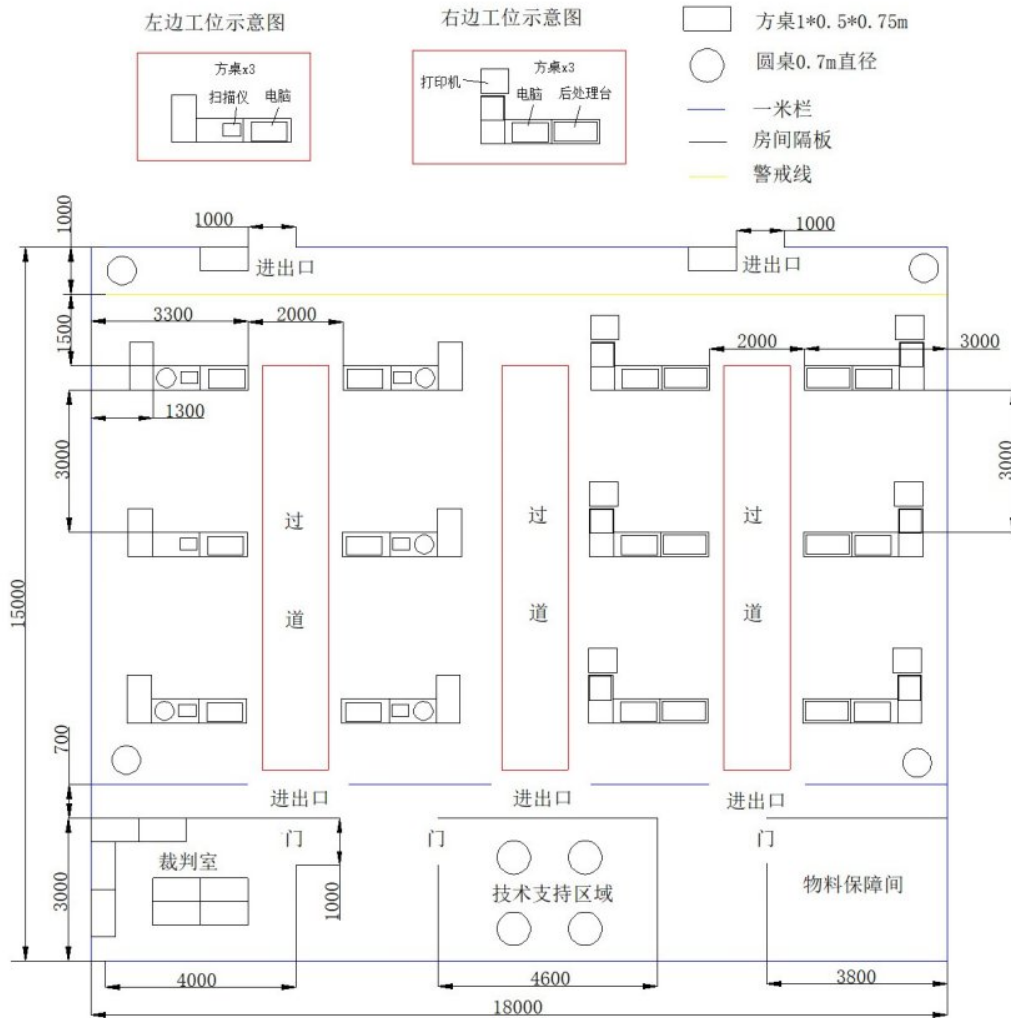 左边工位示意图
右边工位示意图
方桌1*0.5*0.75m
圆桌0.7m直径
一米栏
房间隔板
警戒线
方桌x3
扫描仪
电脑
打印机
方桌x3
电脑
后处理台
1000
1000
1000
进出口
进出口
1500
3300
2000
2000
3000
1300
3000
3000
过
道
过
道
过
道
15000
700
进出口
进出口
进出口
门
门
门
裁判室
技术支持区域
物料保障间
3000
1000
4000
4600
3800
18000